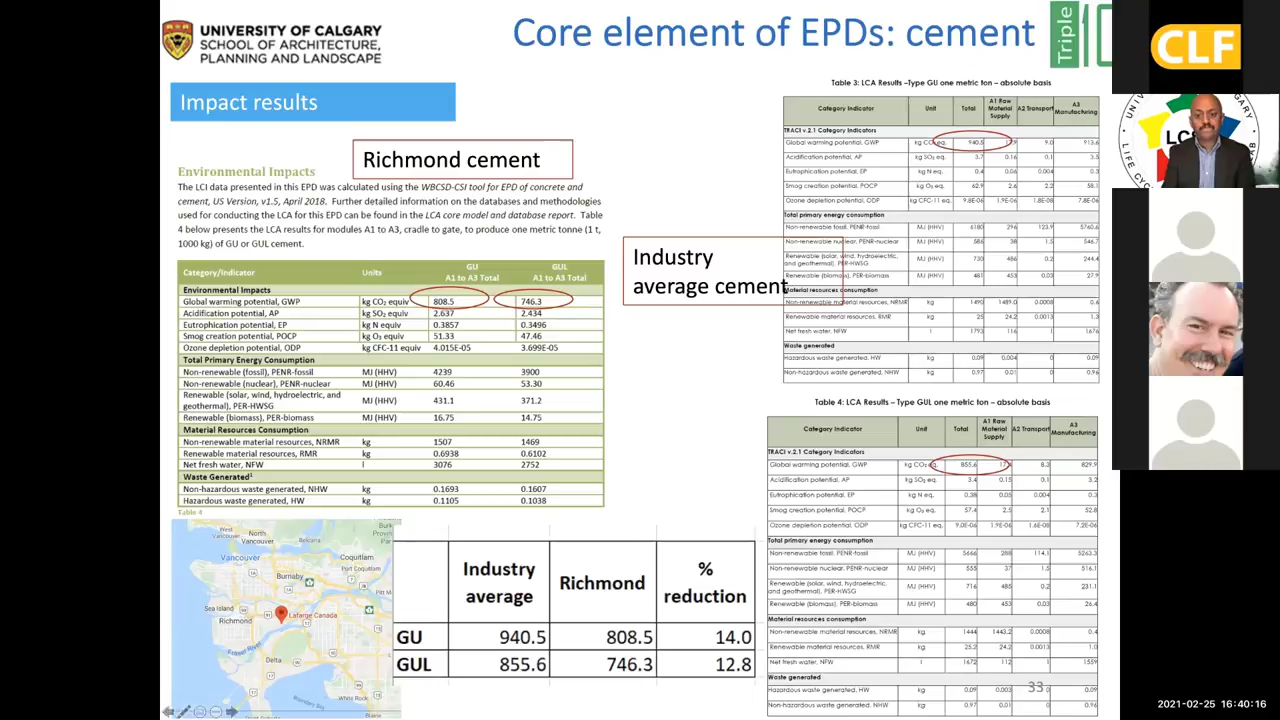 UNIVERSITY OF CALGARY
SCHOOL OF ARCHITECTURE,
PLANNING AND LANDSCAPE
Core element of EPDs: cement
Triple
CLF
Impact results
Richmond cement
Environmental Impacts
The LCI data presented in this EPD was calculated using the WBCSD-CSI tool for EPD of concrete and
cement, US Version, v1.5, April 2018. Further detailed information on the databases and methodologies
used for conducting the LCA for this EPD can be found in the LCA core model and database report. Table
4 below presents the LCA results for modules A1 to A3, cradle to gate, to produce one metric tonne (1 t,
1000 kg) of GU or GUL cement.
Category/Indicator Units GU A1 to A3 Total GUL A1 to A3 Total
Environmental Impacts
Global warming potential, GWP kg CO₂ equiv 808.5 746.3
Acidification potential, AP kg SO₂ equiv 2.637 2.434
Eutrophication potential, EP kg N equiv 0.3857 0.3496
Smog creation potential, POCP kg O₃ equiv 51.33 47.46
Ozone depletion potential, ODP kg CFC-11 equiv 4.015E-05 3.699E-05
Total Primary Energy Consumption
Non-renewable (fossil), PENR-fossil MJ (HHV) 4239 3900
Non-renewable (nuclear), PENR-nuclear MJ (HHV) 60.46 53.30
Renewable (solar, wind, hydroelectric, and
geothermal), PER-HWSG MJ (HHV) 431.1 371.2
Renewable (biomass), PER-biomass MJ (HHV) 16.75 14.75
Material Resources Consumption
Non-renewable material resources, NRMR kg 1507 1469
Renewable material resources, RMR kg 0.6938 0.6102
Net fresh water, NFW l 3076 2752
Waste Generated¹
Non-hazardous waste generated, NHW kg 0.1693 0.1607
Hazardous waste generated, HW kg 0.1105 0.1038
Table 4
Industry
average cement
Table 3: LCA Results –Type GU one metric ton – absolute basis
Category Indicator Unit Total A1 Raw Material Supply A2 Transport A3 Manufacturing
TRACI v.2.1 Category Indicators
Global warming potential, GWP kg CO₂ eq. 940.5 9.0 913.6
Acidification potential, AP kg SO₂ eq. 3.7 0.16 0.1 3.5
Eutrophication potential, EP kg N eq. 0.4 0.06 0.004 0.3
Smog creation potential, POCP kg O₃ eq. 62.9 2.6 2.2 58.1
Ozone depletion potential, ODP kg CFC-11 eq. 9.8E-06 1.9E-06 1.8E-08 7.8E-06
Total primary energy consumption
Non-renewable fossil, PENR-fossil MJ (HHV) 6180 296 123.9 5760.6
Non-renewable nuclear, PENR-nuclear MJ (HHV) 586 38 1.5 546.7
Renewable (solar, wind, hydroelectric,
and geothermal), PER-HWSG MJ (HHV) 730 486 0.2 244.4
Renewable (biomass), PER-biomass MJ (HHV) 481 453 0.03 27.9
Material resources consumption
Non-renewable material resources, NRMR kg 1490 1489.0 0.0008 0.6
Renewable material resources, RMR kg 25 24.2 0.0013 1.3
Net fresh water, NFW l 1793 116 1 1676
Waste generated
Hazardous waste generated, HW kg 0.09 0.004 0 0.09
Non-hazardous waste generated, NHW kg 0.97 0.01 0 0.96
Table 4: LCA Results – Type GUL one metric ton – absolute basis
Category Indicator Unit Total A1 Raw Material Supply A2 Transport A3 Manufacturing
TRACI v.2.1 Category Indicators
Global warming potential, GWP kg CO₂ eq. 855.6 8.3 829.9
Acidification potential, AP kg SO₂ eq. 3.4 0.15 0.1 3.2
Eutrophication potential, EP kg N eq. 0.38 0.05 0.004 0.3
Smog creation potential, POCP kg O₃ eq. 57.4 2.5 2.1 52.8
Ozone depletion potential, ODP kg CFC-11 eq. 9.0E-06 1.9E-06 1.6E-08 7.2E-06
Total primary energy consumption
Non-renewable fossil, PENR-fossil MJ (HHV) 5666 288 114.1 5263.3
Non-renewable nuclear, PENR-nuclear MJ (HHV) 555 37 1.5 516.1
Renewable (solar, wind, hydroelectric,
and geothermal), PER-HWSG MJ (HHV) 716 485 0.2 231.1
Renewable (biomass), PER-biomass MJ (HHV) 480 453 0.03 26.4
Material resources consumption
Non-renewable material resources, NRMR kg 1444 1443.2 0.0008 0.4
Renewable material resources, RMR kg 25.2 24.2 0.0013 1.0
Net fresh water, NFW l 1672 112 1 1559
Waste generated
Hazardous waste generated, HW kg 0.09 0.003 0 0.09
Non-hazardous waste generated, NHW kg 0.97 0.01 0 0.96
33
Industry average Richmond % reduction
GU 940.5 808.5 14.0
GUL 855.6 746.3 12.8
West Vancouver
North Vancouver
Belcarra
Vancouver
Coquitlam
Port Coquitlam
Burnaby
Sea Island
Richmond
Lafarge Canada
Fraser River
Delta
Surrey
White Rock
Blaine
2021-02-25 16:40:16